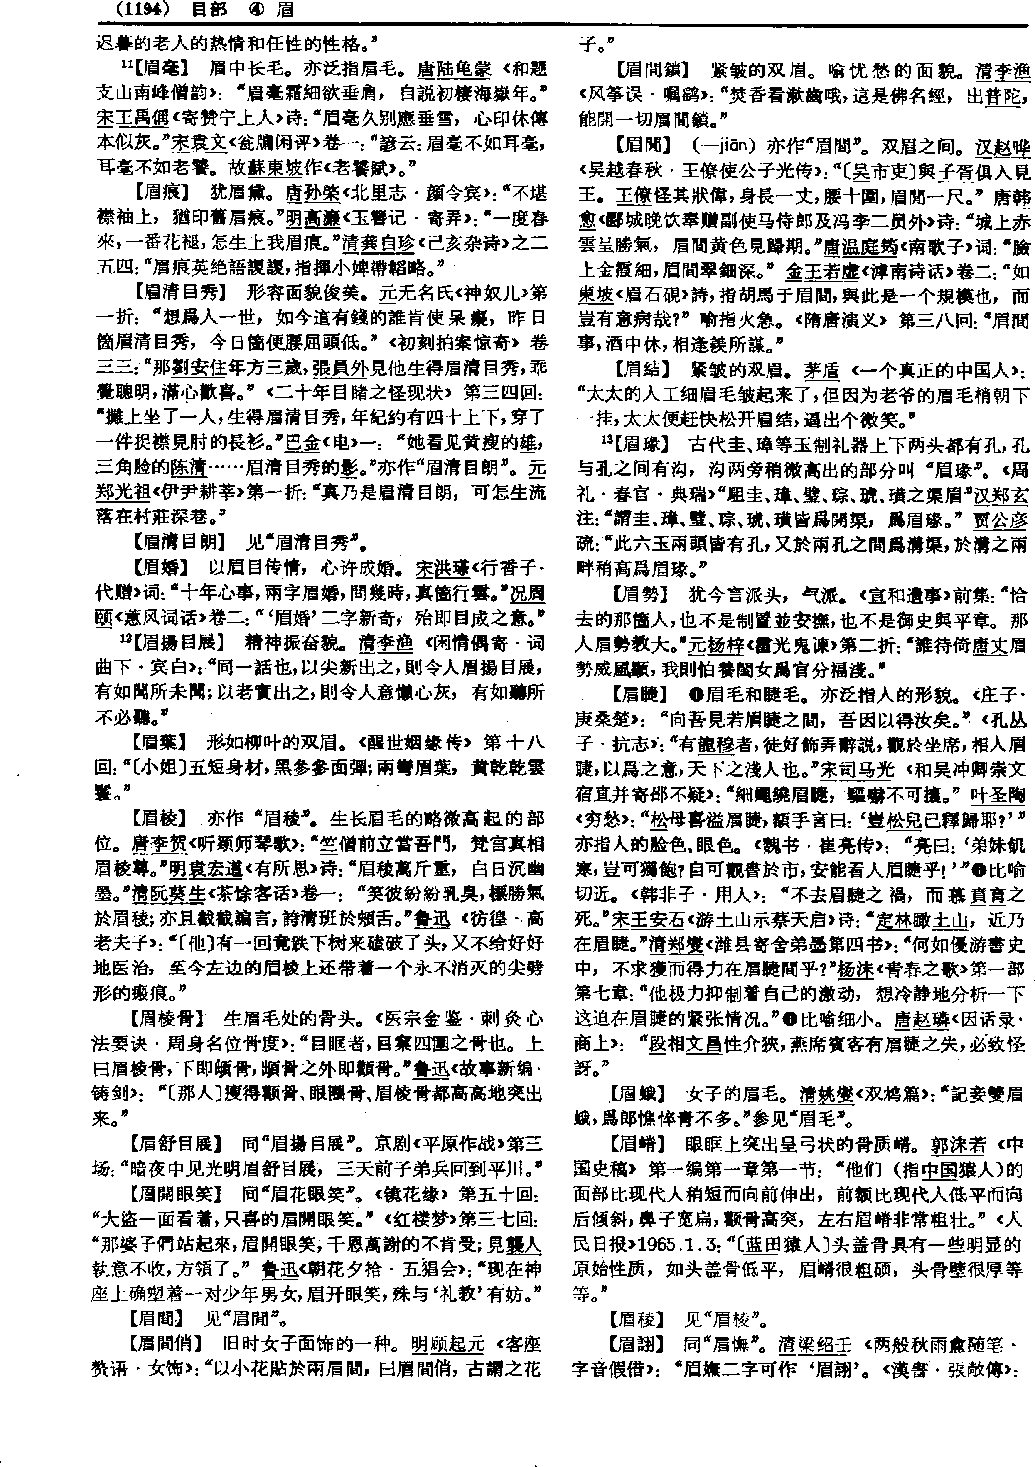 (1194) 目部 ④ 眉
迟暮的老人的热情和任性的性格。”
¹¹【眉毫】 眉中长毛。亦泛指眉毛。唐陆龟蒙《和题
支山南峰僧韵》：“眉毫霜細欲垂肩，自説初棲海嶽年。”
宋王禹偁《寄赞宁上人》诗：“眉毫久别應垂雪，心印休傳
本似灰。”宋袁文《瓮牖闲评》卷一：“諺云：眉毫不如耳毫，
耳毫不如老饕。故蘇東坡作《老饕賦》。”
【眉痕】 犹眉黛。唐孙棨《北里志·颜令宾》：“不堪
襟袖上，猶印舊眉痕。”明高濂《玉簪记·寄弄》：“一度春
來，一番花褪，怎生上我眉痕。”清龚自珍《己亥杂诗》之二
五四：“眉痕英绝語謖謖，指揮小婢帶韜略。”
【眉清目秀】 形容面貌俊美。元无名氏《神奴儿》第
一折：“想爲人一世，如今這有錢的誰肯使呆癡，昨日
箇眉清目秀，今日箇便腰屈頭低。”《初刻拍案惊奇》卷
三三：“那劉安住年方三歲，張員外見他生得眉清目秀，乖
覺聰明，滿心歡喜。”《二十年目睹之怪现状》第三四回：
“攤上坐了一人，生得眉清目秀，年紀約有四十上下，穿了
一件捉襟見肘的長衫。”巴金《电》一：“她看见黄瘦的雄，
三角脸的陈清……眉清目秀的影。”亦作“眉清目朗”。元
郑光祖《伊尹耕莘》第一折：“真乃是眉清目朗，可怎生流
落在村莊深巷。”
【眉清目朗】 见“眉清目秀”。
【眉婚】 以眉目传情，心许成婚。宋洪瑹《行香子·
代赠》词：“十年心事，兩字眉婚，問幾時，真箇行雲。”况周
颐《蕙风词话》卷二：“‘眉婚’二字新奇，殆即目成之意。”
¹²【眉揚目展】 精神振奋貌。清李渔《闲情偶寄·词
曲下·宾白》：“同一話也，以尖新出之，則令人眉揚目展，
有如聞所未聞；以老實出之，則令人意懶心灰，有如聽所
不必聽。”
【眉葉】 形如柳叶的双眉。《醒世姻缘传》第十八
回：“〔小姐〕五短身材，黑參參面彈；兩彎眉葉，黄乾乾雲
鬟。”
【眉棱】 亦作“眉稜”。生长眉毛的略微高起的部
位。唐李贺《听颖师琴歌》：“竺僧前立當吾門，梵宫真相
眉棱尊。”明袁宏道《有所思》诗：“眉棱萬斤重，白日沉幽
墨。”清阮葵生《茶馀客话》卷一：“笑彼紛紛乳臭，横勝氣
於眉棱；亦且截截諞言，誇清班於頰舌。”鲁迅《彷徨·高
老夫子》：“〔他〕有一回竟跌下树来磕破了头，又不给好好
地医治，至今左边的眉棱上还带着一个永不消灭的尖劈
形的瘢痕。”
【眉棱骨】 生眉毛处的骨头。《医宗金鉴·刺灸心
法要诀·周身名位骨度》：“目眶者，目窠四圍之骨也。上
曰眉棱骨，下即䪼骨，䪼骨之外即顴骨。”鲁迅《故事新编·
铸剑》：“〔那人〕瘦得颧骨、眼圈骨、眉棱骨都高高地突出
来。”
【眉舒目展】 同“眉揚目展”。京剧《平原作战》第三
场：“暗夜中见光明眉舒目展，三天前子弟兵回到平川。”
【眉開眼笑】 同“眉花眼笑”。《镜花缘》第五十回：
“大盗一面看着，只喜的眉開眼笑。”《红楼梦》第三七回：
“那婆子們站起來，眉開眼笑，千恩萬謝的不肯受；見襲人
執意不收，方領了。”鲁迅《朝花夕拾·五猖会》：“现在神
座上确塑着一对少年男女，眉开眼笑，殊与‘礼教’有妨。”
【眉間】 见“眉閒”。
【眉間俏】 旧时女子面饰的一种。明顾起元《客座
赘语·女饰》：“以小花貼於兩眉間，曰眉間俏，古謂之花
子。”
【眉間鎖】 紧皱的双眉。喻忧愁的面貌。清李渔
《风筝误·嘱鹞》：“焚香看漱齒哦，這是佛名經，出普陀，
能開一切眉間鎖。”
【眉閒】 （—jiān）亦作“眉間”。双眉之间。汉赵晔
《吴越春秋·王僚使公子光传》：“〔吴市吏〕與子胥俱入見
王。王僚怪其狀偉，身長一丈，腰十圍，眉閒一尺。”唐韩
愈《郾城晚饮奉赠副使马侍郎及冯李二员外》诗：“城上赤
雲呈勝氣，眉間黄色見歸期。”唐温庭筠《南歌子》词：“臉
上金霞細，眉間翠鈿深。”金王若虚《滹南诗话》卷二：“如
東坡《眉石硯》詩，指胡馬于眉間，與此是一个規模也，而
豈有意病哉？”喻指火急。《隋唐演义》第三八回：“眉間
事，酒中休，相逢羨所謀。”
【眉結】 紧皱的双眉。茅盾《一个真正的中国人》：
“太太的人工细眉毛皱起来了，但因为老爷的眉毛梢朝下
一挂，太太便赶快松开眉结，逼出个微笑。”
¹³【眉瑑】 古代圭、璋等玉制礼器上下两头都有孔，孔
与孔之间有沟，沟两旁稍微高出的部分叫“眉瑑”。《周
礼·春官·典瑞》“駔圭、璋、璧、琮、琥、璜之渠眉”汉郑玄
注：“謂圭、璋、璧、琮、琥、璜皆爲開渠，爲眉瑑。”贾公彦
疏：“此六玉兩頭皆有孔，又於兩孔之間爲溝渠，於溝之兩
畔稍高爲眉瑑。”
【眉勢】 犹今言派头，气派。《宣和遗事》前集：“恰
去的那箇人，也不是制置並安撫，也不是御史與平章。那
人眉勢教大。”元杨梓《霍光鬼谏》第二折：“誰待倚唐丈眉
勢威風顯，我則怕養閨女爲官分福淺。”
【眉睫】 ❶眉毛和睫毛。亦泛指人的形貌。《庄子·
庚桑楚》：“向吾見若眉睫之間，吾因以得汝矣。”《孔丛
子·抗志》：“有龍穆者，徒好飾弄辭説，觀於坐席，相人眉
睫，以爲之意，天下之淺人也。”宋司马光《和吴冲卿崇文
宿直并寄邵不疑》：“細蠅繞眉睫，驅嚇不可攘。”叶圣陶
《穷愁》：“松母喜溢眉睫，頷手言曰：‘豈松兒已釋歸耶？’”
亦指人的脸色、眼色。《魏书·崔亮传》：“亮曰：‘弟妹飢
寒，豈可獨飽？自可觀書於市，安能看人眉睫乎！’”❷比喻
切近。《韩非子·用人》：“不去眉睫之禍，而慕賁育之
死。”宋王安石《游土山示蔡天启》诗：“定林瞰土山，近乃
在眉睫。”清郑燮《潍县寄舍弟墨第四书》：“何如優游書史
中，不求獲而得力在眉睫間乎？”杨沫《青春之歌》第一部
第七章：“他极力抑制着自己的激动，想冷静地分析一下
这迫在眉睫的紧张情况。”❸比喻细小。唐赵璘《因话录·
商上》：“段相文昌性介狹，燕席賓客有眉睫之失，必致怪
訝。”
【眉蛾】 女子的眉毛。清姚燮《双鸩篇》：“記妾雙眉
蛾，爲郎憔悴青不多。”参见“眉毛”。
【眉嵴】 眼眶上突出呈弓状的骨质嵴。郭沫若《中
国史稿》第一编第一章第一节：“他们（指中国猿人）的
面部比现代人稍短而向前伸出，前额比现代人低平而向
后倾斜，鼻子宽扁，颧骨高突，左右眉嵴非常粗壮。”《人
民日报》1965.1.3：“〔蓝田猿人〕头盖骨具有一些明显的
原始性质，如头盖骨低平，眉嵴很粗硕，头骨壁很厚等
等。”
【眉稜】 见“眉棱”。
【眉詡】 同“眉憮”。清梁绍壬《两般秋雨盦随笔·
字音假借》：“眉嫵二字可作‘眉詡’。《漢書·張敞傳》：